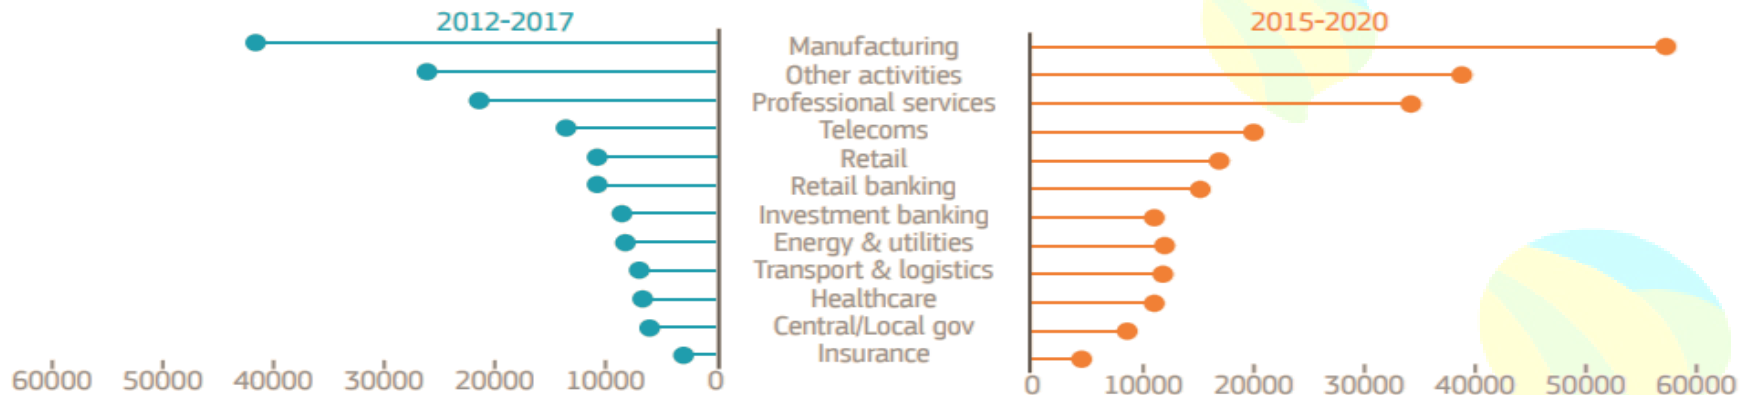 2012-2017
2015-2020
Manufacturing
Other activities
Professional services
Telecoms
Retail
Retail banking
Investment banking
Energy & utilities
Transport & logistics
Healthcare
Central/Local gov
Insurance
60000 50000 40000 30000 20000 10000 0
0 10000 20000 30000 40000 50000 60000